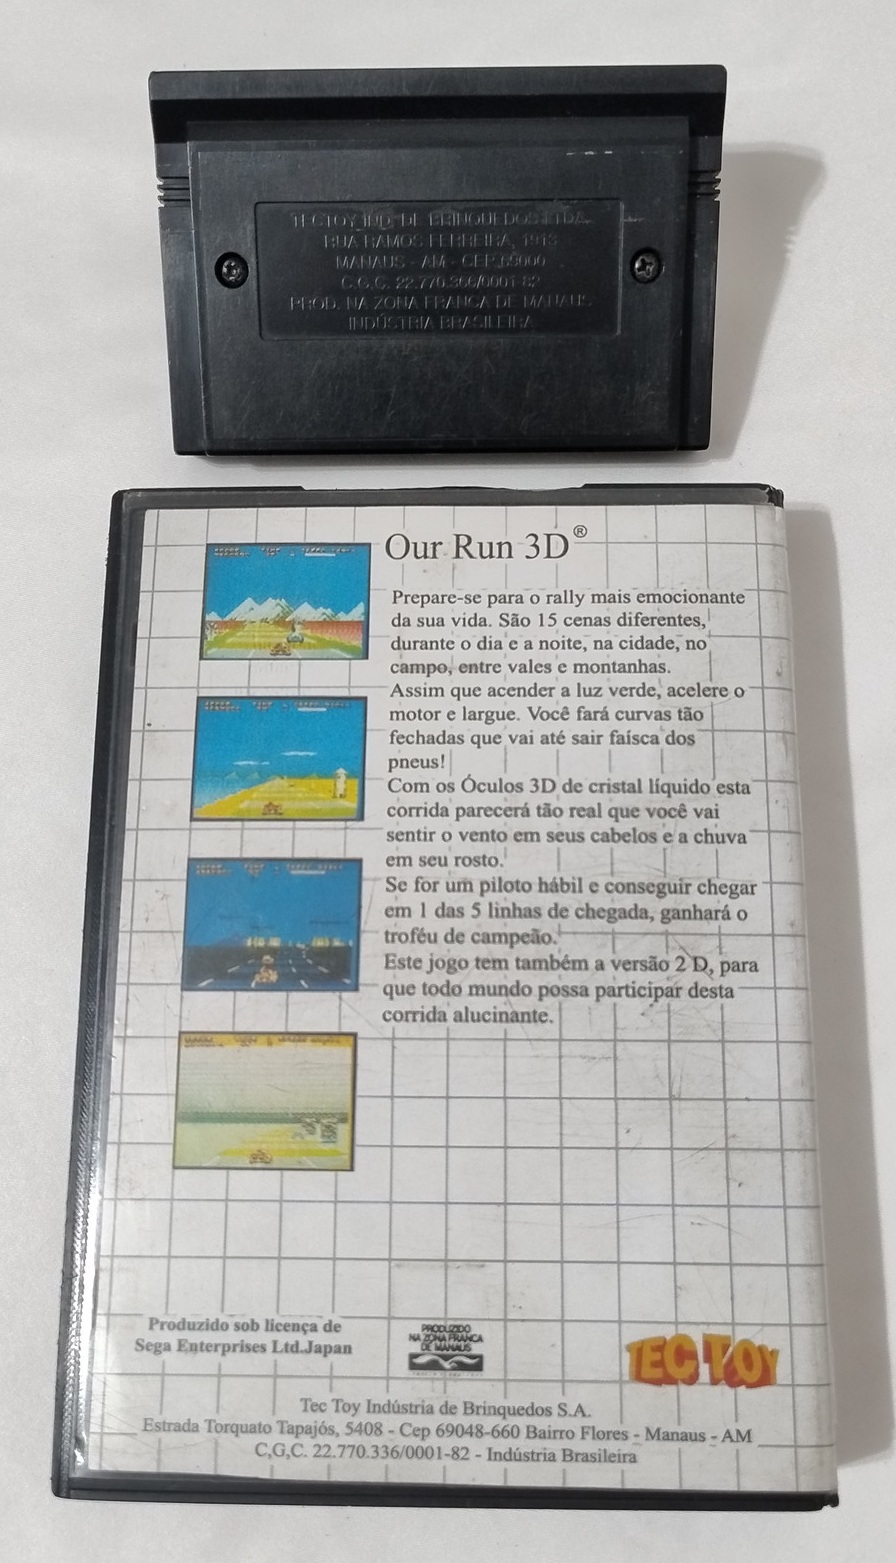 TECTOY IND. DE BRINQUEDOS LTDA.
RUA RAMOS FERREIRA, 1913
MANAUS - AM - CEP.69000
C.G.C. 22.770.366/0001-82
PROD. NA ZONA FRANCA DE MANAUS
INDÚSTRIA BRASILEIRA
Our Run 3D®
Prepare-se para o rally mais emocionante
da sua vida. São 15 cenas diferentes,
durante o dia e a noite, na cidade, no
campo, entre vales e montanhas.
Assim que acender a luz verde, acelere o
motor e largue. Você fará curvas tão
fechadas que vai até sair faísca dos
pneus!
Com os Óculos 3D de cristal líquido esta
corrida parecerá tão real que você vai
sentir o vento em seus cabelos e a chuva
em seu rosto.
Se for um piloto hábil e conseguir chegar
em 1 das 5 linhas de chegada, ganhará o
troféu de campeão.
Este jogo tem também a versão 2 D, para
que todo mundo possa participar desta
corrida alucinante.
Produzido sob licença de
Sega Enterprises Ltd.Japan
PRODUZIDO
NA ZONA FRANCA
DE MANAUS
TEC TOY
Tec Toy Indústria de Brinquedos S.A.
Estrada Torquato Tapajós, 5408 - Cep 69048-660 Bairro Flores - Manaus - AM
C,G,C. 22.770.336/0001-82 - Indústria Brasileira